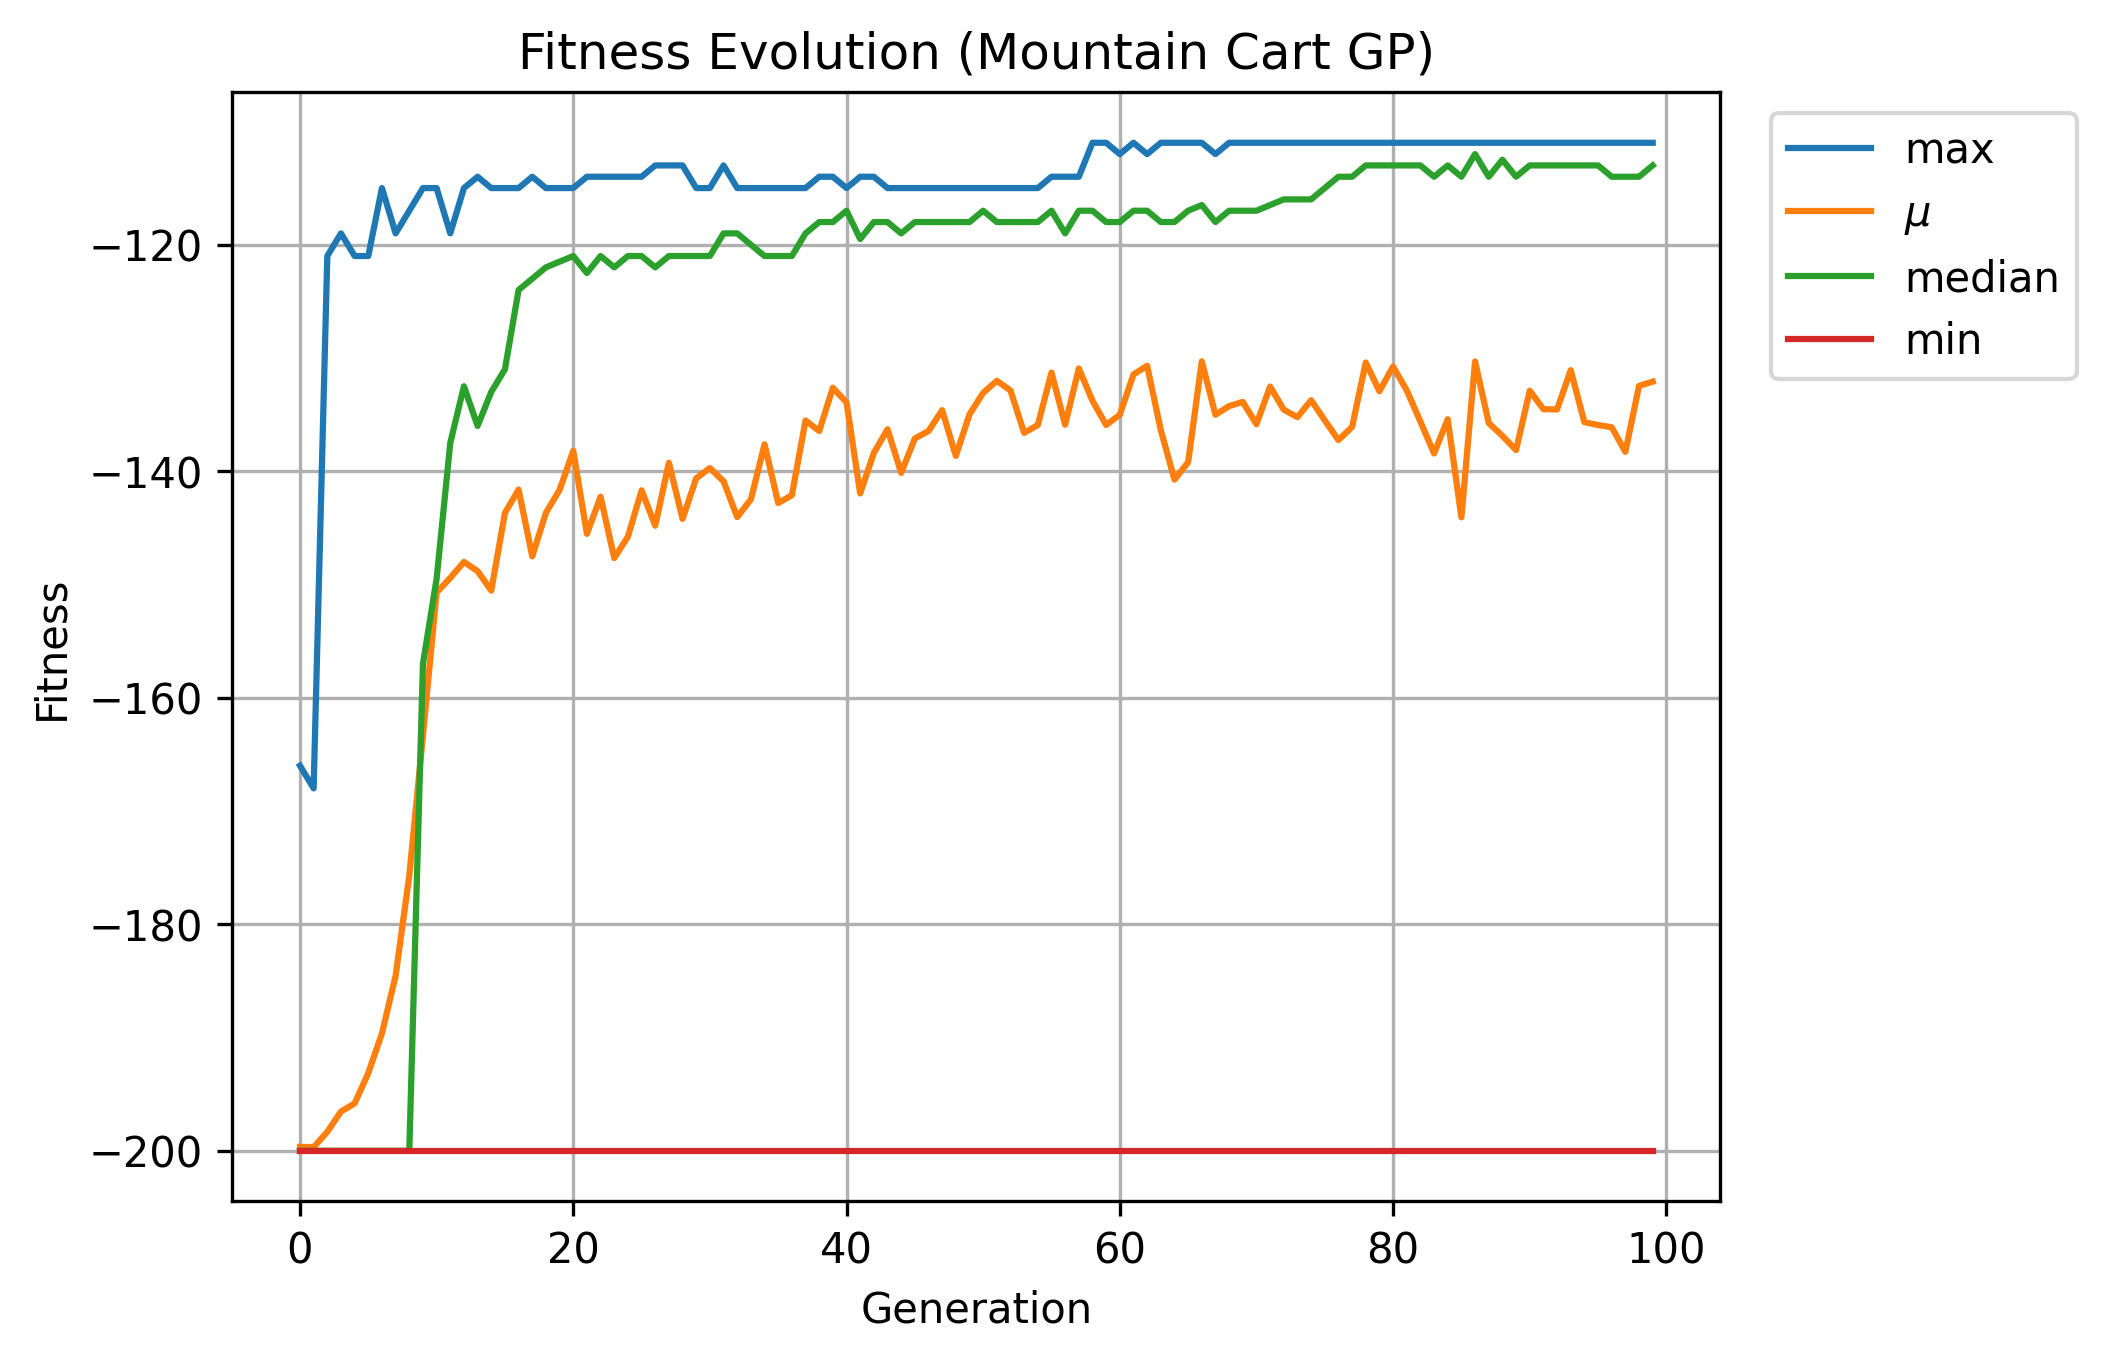 Fitness Evolution (Mountain Cart GP)
max
μ
median
min
Fitness
−120
−140
−160
−180
−200
0 20 40 60 80 100
Generation